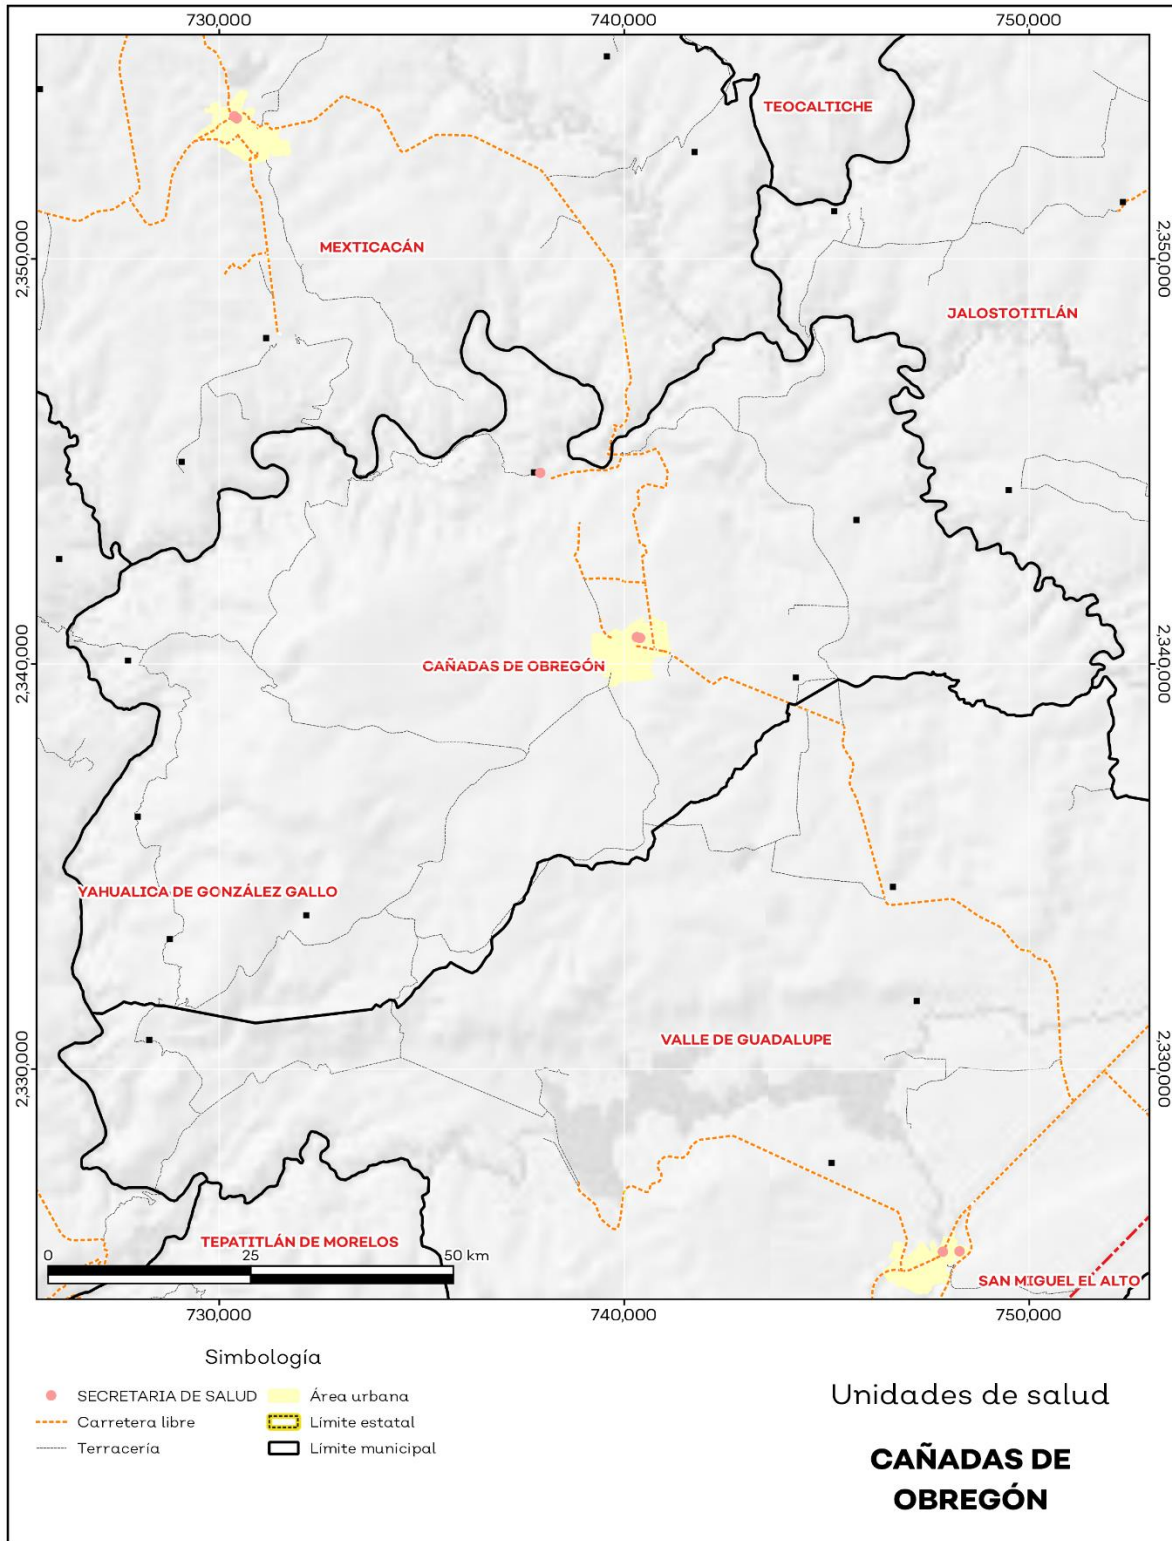 730,000
740,000
750,000
TEOCALTICHE
2,350,000
MEXTICACÁN
2,350,000
JALOSTOTITLÁN
2,340,000
CAÑADAS DE OBREGÓN
2,340,000
YAHUALICA DE GONZÁLEZ GALLO
VALLE DE GUADALUPE
2,330,000
2,330,000
TEPATITLÁN DE MORELOS
0
25
50 km
SAN MIGUEL EL ALTO
730,000
740,000
750,000
Simbología
SECRETARIA DE SALUD
Área urbana
Carretera libre
Límite estatal
Terracería
Límite municipal
Unidades de salud
CAÑADAS DE
OBREGÓN